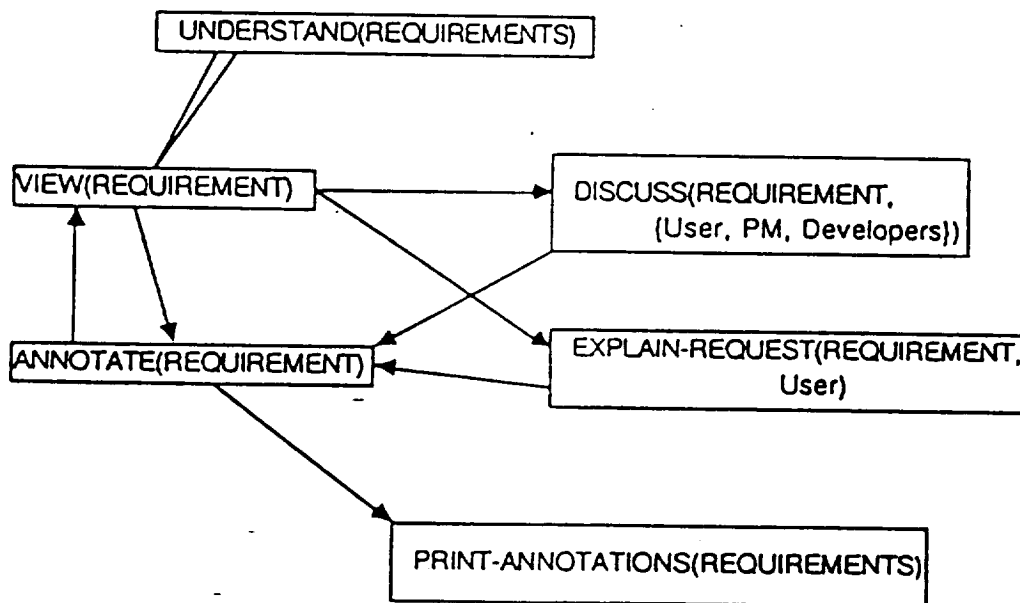 UNDERSTAND(REQUIREMENTS)
VIEW(REQUIREMENT)
DISCUSS(REQUIREMENT,
{User, PM, Developers})
ANNOTATE(REQUIREMENT)
EXPLAIN-REQUEST(REQUIREMENT,
User)
PRINT-ANNOTATIONS(REQUIREMENTS)